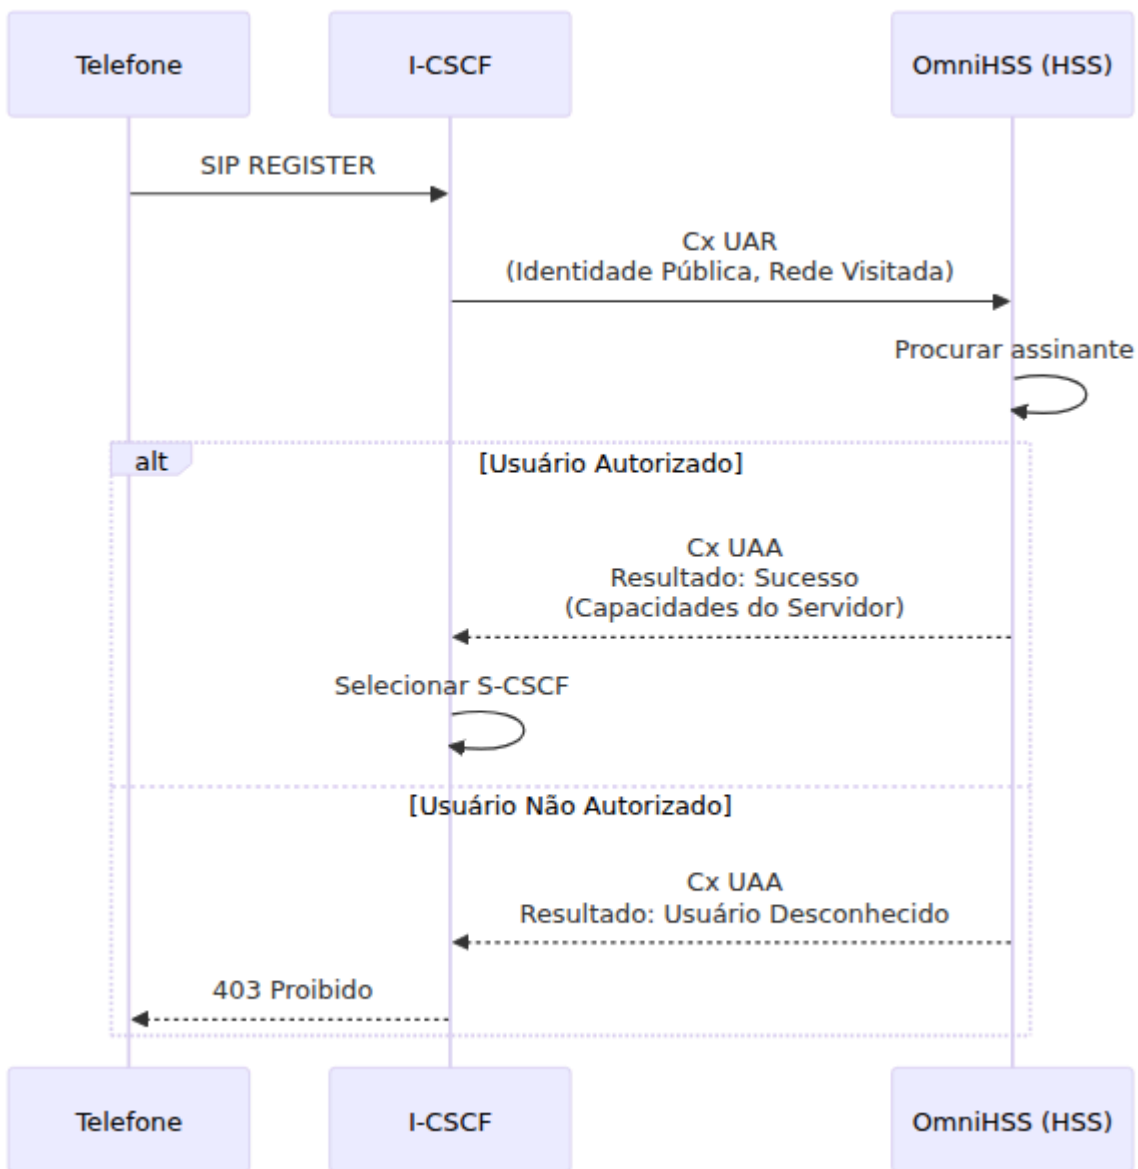 Telefone
I-CSCF
OmniHSS (HSS)
SIP REGISTER
Cx UAR
(Identidade Pública, Rede Visitada)
Procurar assinante
alt
[Usuário Autorizado]
Cx UAA
Resultado: Sucesso
(Capacidades do Servidor)
Selecionar S-CSCF
[Usuário Não Autorizado]
Cx UAA
Resultado: Usuário Desconhecido
403 Proibido
Telefone
I-CSCF
OmniHSS (HSS)